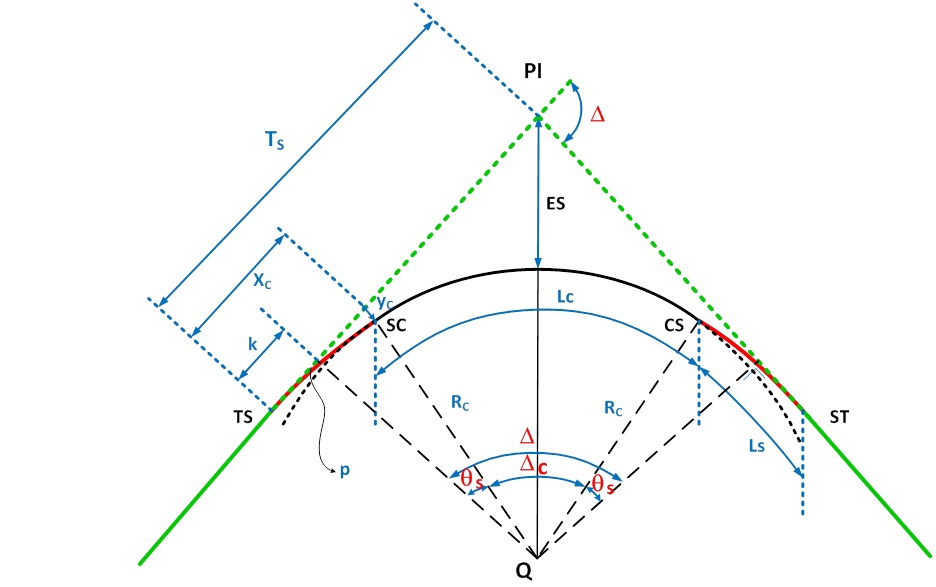 PI
Δ
Ts
ES
Xc
yc
Lc
SC
CS
k
TS
ST
Rc
Rc
Ls
p
Δ
Δc
θs
θs
Q